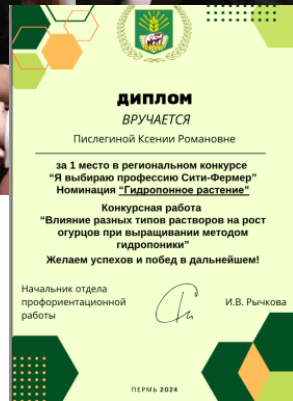 ДИПЛОМ
ВРУЧАЕТСЯ
Пислегиной Ксении Романовне
за 1 место в региональном конкурсе
"Я выбираю профессию Сити-Фермер"
Номинация "Гидропонное растение"
Конкурсная работа
"Влияние разных типов растворов на рост
огурцов при выращивании методом
гидропоники"
Желаем успехов и побед в дальнейшем!
Начальник отдела
профориентационной
работы
И.В. Рычкова
ПЕРМЬ 2024